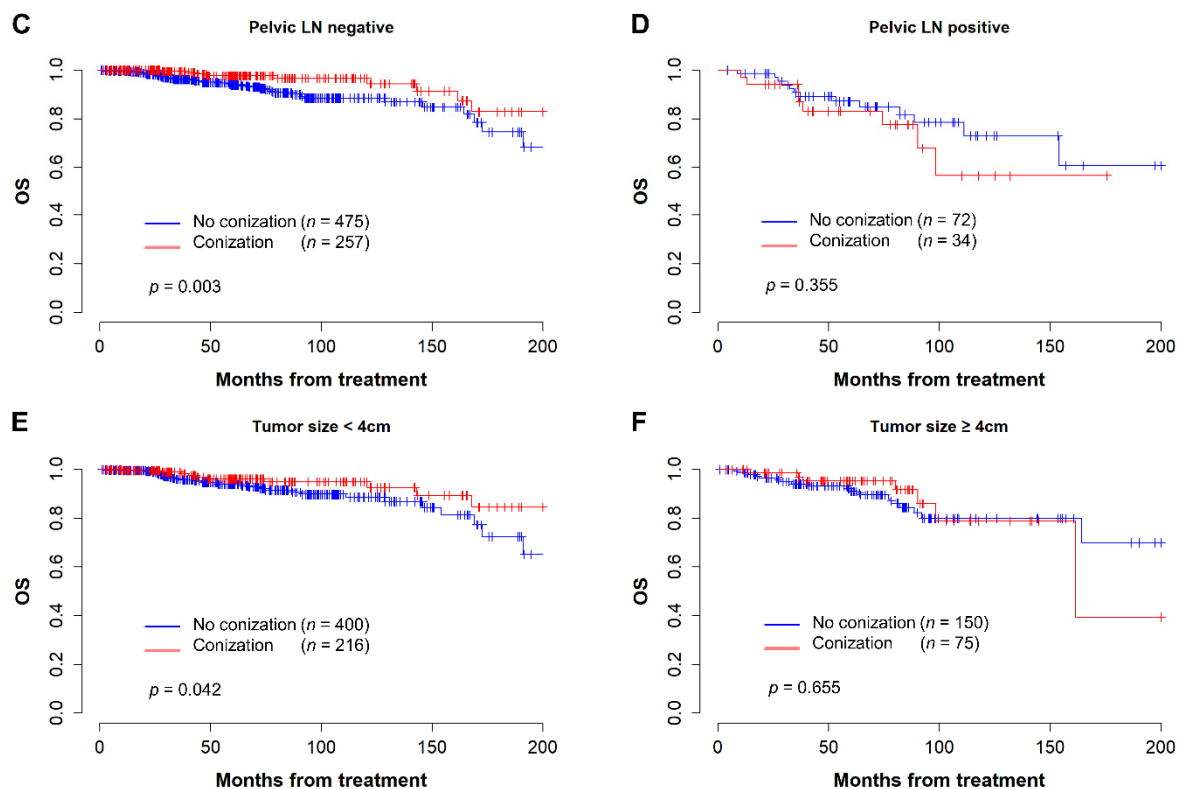 C
Pelvic LN negative
OS
1.0
0.8
0.6
0.4
0.2
0.0
No conization (n = 475)
Conization (n = 257)
p = 0.003
0 50 100 150 200
Months from treatment
D
Pelvic LN positive
OS
1.0
0.8
0.6
0.4
0.2
0.0
No conization (n = 72)
Conization (n = 34)
p = 0.355
0 50 100 150 200
Months from treatment
E
Tumor size < 4cm
OS
1.0
0.8
0.6
0.4
0.2
0.0
No conization (n = 400)
Conization (n = 216)
p = 0.042
0 50 100 150 200
Months from treatment
F
Tumor size ≥ 4cm
OS
1.0
0.8
0.6
0.4
0.2
0.0
No conization (n = 150)
Conization (n = 75)
p = 0.655
0 50 100 150 200
Months from treatment